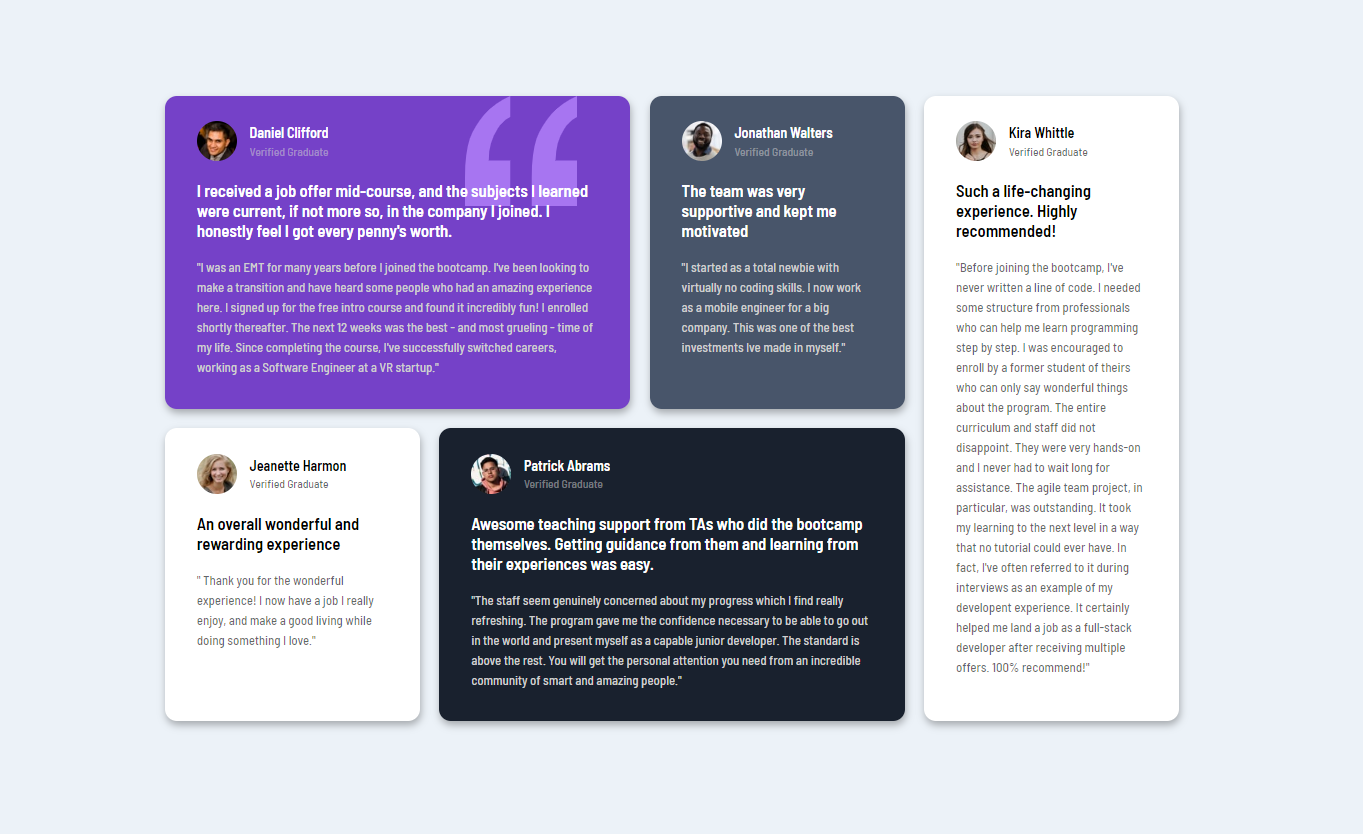 Daniel Clifford
Verified Graduate
I received a job offer mid-course, and the subjects I learned
were current, if not more so, in the company I joined. I
honestly feel I got every penny's worth.
"I was an EMT for many years before I joined the bootcamp. I've been looking to
make a transition and have heard some people who had an amazing experience
here. I signed up for the free intro course and found it incredibly fun! I enrolled
shortly thereafter. The next 12 weeks was the best - and most grueling - time of
my life. Since completing the course, I've successfully switched careers,
working as a Software Engineer at a VR startup."
Jonathan Walters
Verified Graduate
The team was very
supportive and kept me
motivated
"I started as a total newbie with
virtually no coding skills. I now work
as a mobile engineer for a big
company. This was one of the best
investments Ive made in myself."
Kira Whittle
Verified Graduate
Such a life-changing
experience. Highly
recommended!
"Before joining the bootcamp, I've
never written a line of code. I needed
some structure from professionals
who can help me learn programming
step by step. I was encouraged to
enroll by a former student of theirs
who can only say wonderful things
about the program. The entire
curriculum and staff did not
disappoint. They were very hands-on
and I never had to wait long for
assistance. The agile team project, in
particular, was outstanding. It took
my learning to the next level in a way
that no tutorial could ever have. In
fact, I've often referred to it during
interviews as an example of my
developent experience. It certainly
helped me land a job as a full-stack
developer after receiving multiple
offers. 100% recommend!"
Jeanette Harmon
Verified Graduate
An overall wonderful and
rewarding experience
" Thank you for the wonderful
experience! I now have a job I really
enjoy, and make a good living while
doing something I love."
Patrick Abrams
Verified Graduate
Awesome teaching support from TAs who did the bootcamp
themselves. Getting guidance from them and learning from
their experiences was easy.
"The staff seem genuinely concerned about my progress which I find really
refreshing. The program gave me the confidence necessary to be able to go out
in the world and present myself as a capable junior developer. The standard is
above the rest. You will get the personal attention you need from an incredible
community of smart and amazing people."